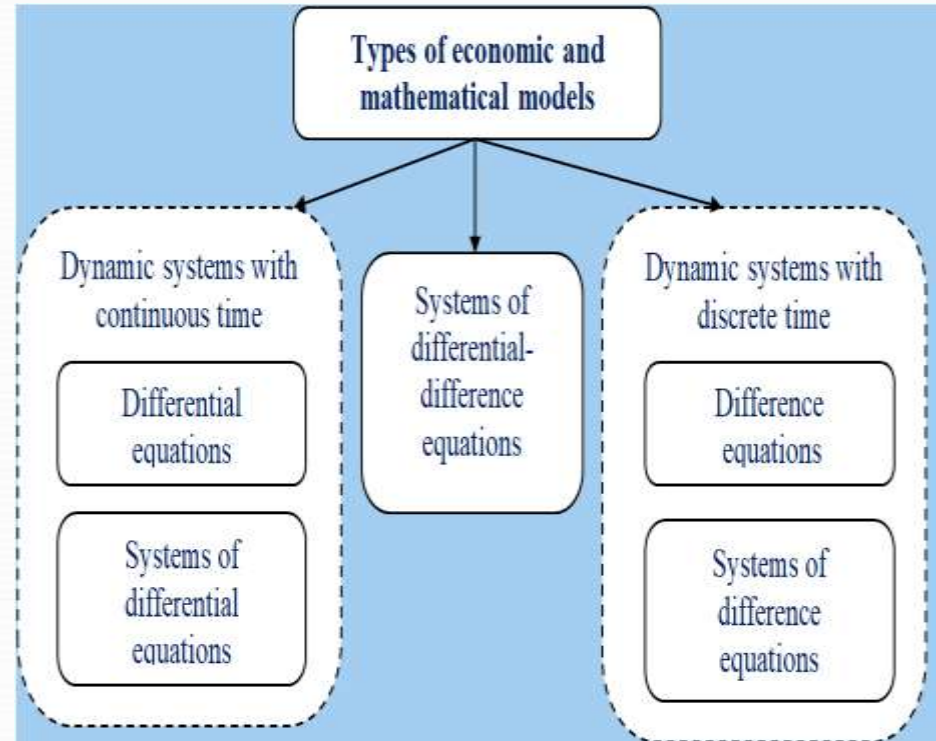 Types of economic and
mathematical models
Dynamic systems with
continuous time
Differential
equations
Systems of
differential
equations
Systems of
differential-
difference
equations
Dynamic systems with
discrete time
Difference
equations
Systems of
difference
equations